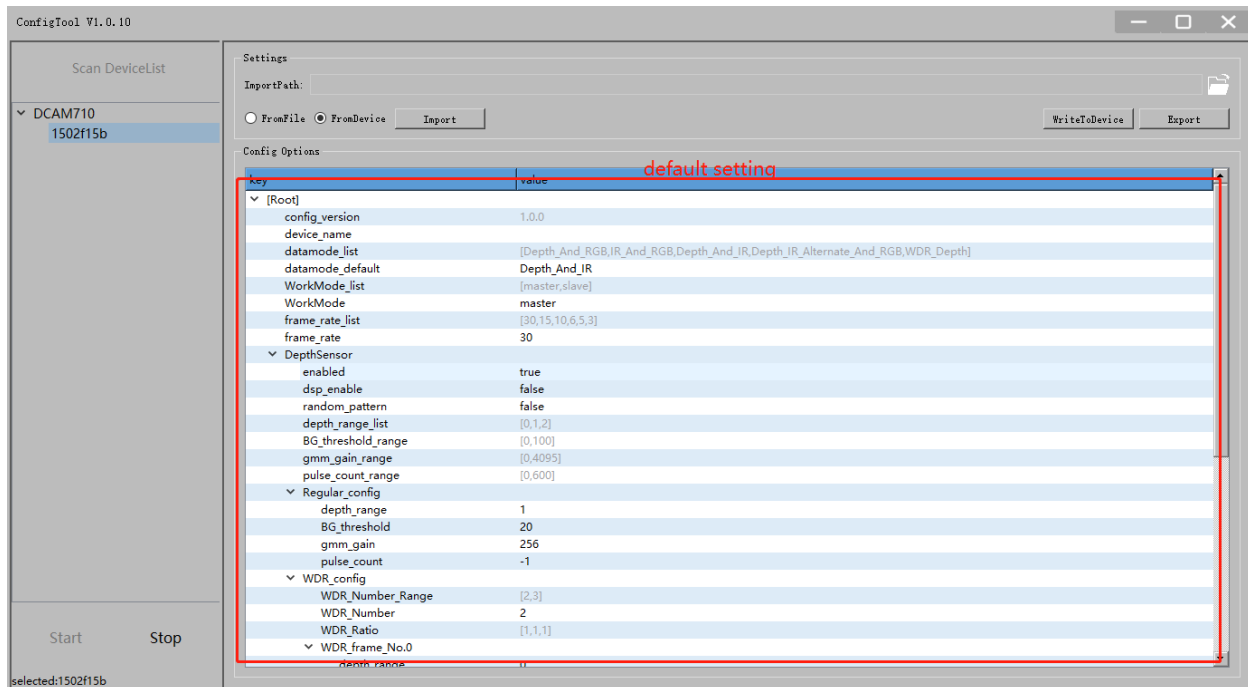 ConfigTool V1.0.10
Scan DeviceList
DCAM710
1502f15b
Start Stop
selected:1502f15b
Settings
ImportPath:
FromFile FromDevice Import WriteToDevice Export
Config Options
default setting
key value
[Root]
config_version 1.0.0
device_name
datamode_list [Depth_And_RGB,IR_And_RGB,Depth_And_IR,Depth_IR_Alternate_And_RGB,WDR_Depth]
datamode_default Depth_And_IR
WorkMode_list [master,slave]
WorkMode master
frame_rate_list [30,15,10,6,5,3]
frame_rate 30
DepthSensor
enabled true
dsp_enable false
random_pattern false
depth_range_list [0,1,2]
BG_threshold_range [0,100]
gmm_gain_range [0,4095]
pulse_count_range [0,600]
Regular_config
depth_range 1
BG_threshold 20
gmm_gain 256
pulse_count -1
WDR_config
WDR_Number_Range [2,3]
WDR_Number 2
WDR_Ratio [1,1,1]
WDR_frame_No.0
depth_range 0